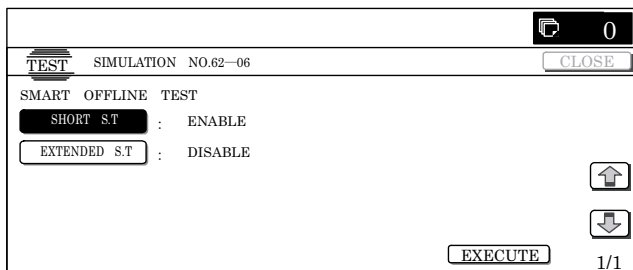 0
TEST SIMULATION NO.62—06 CLOSE
SMART OFFLINE TEST
SHORT S.T : ENABLE
EXTENDED S.T : DISABLE
EXECUTE 1/1